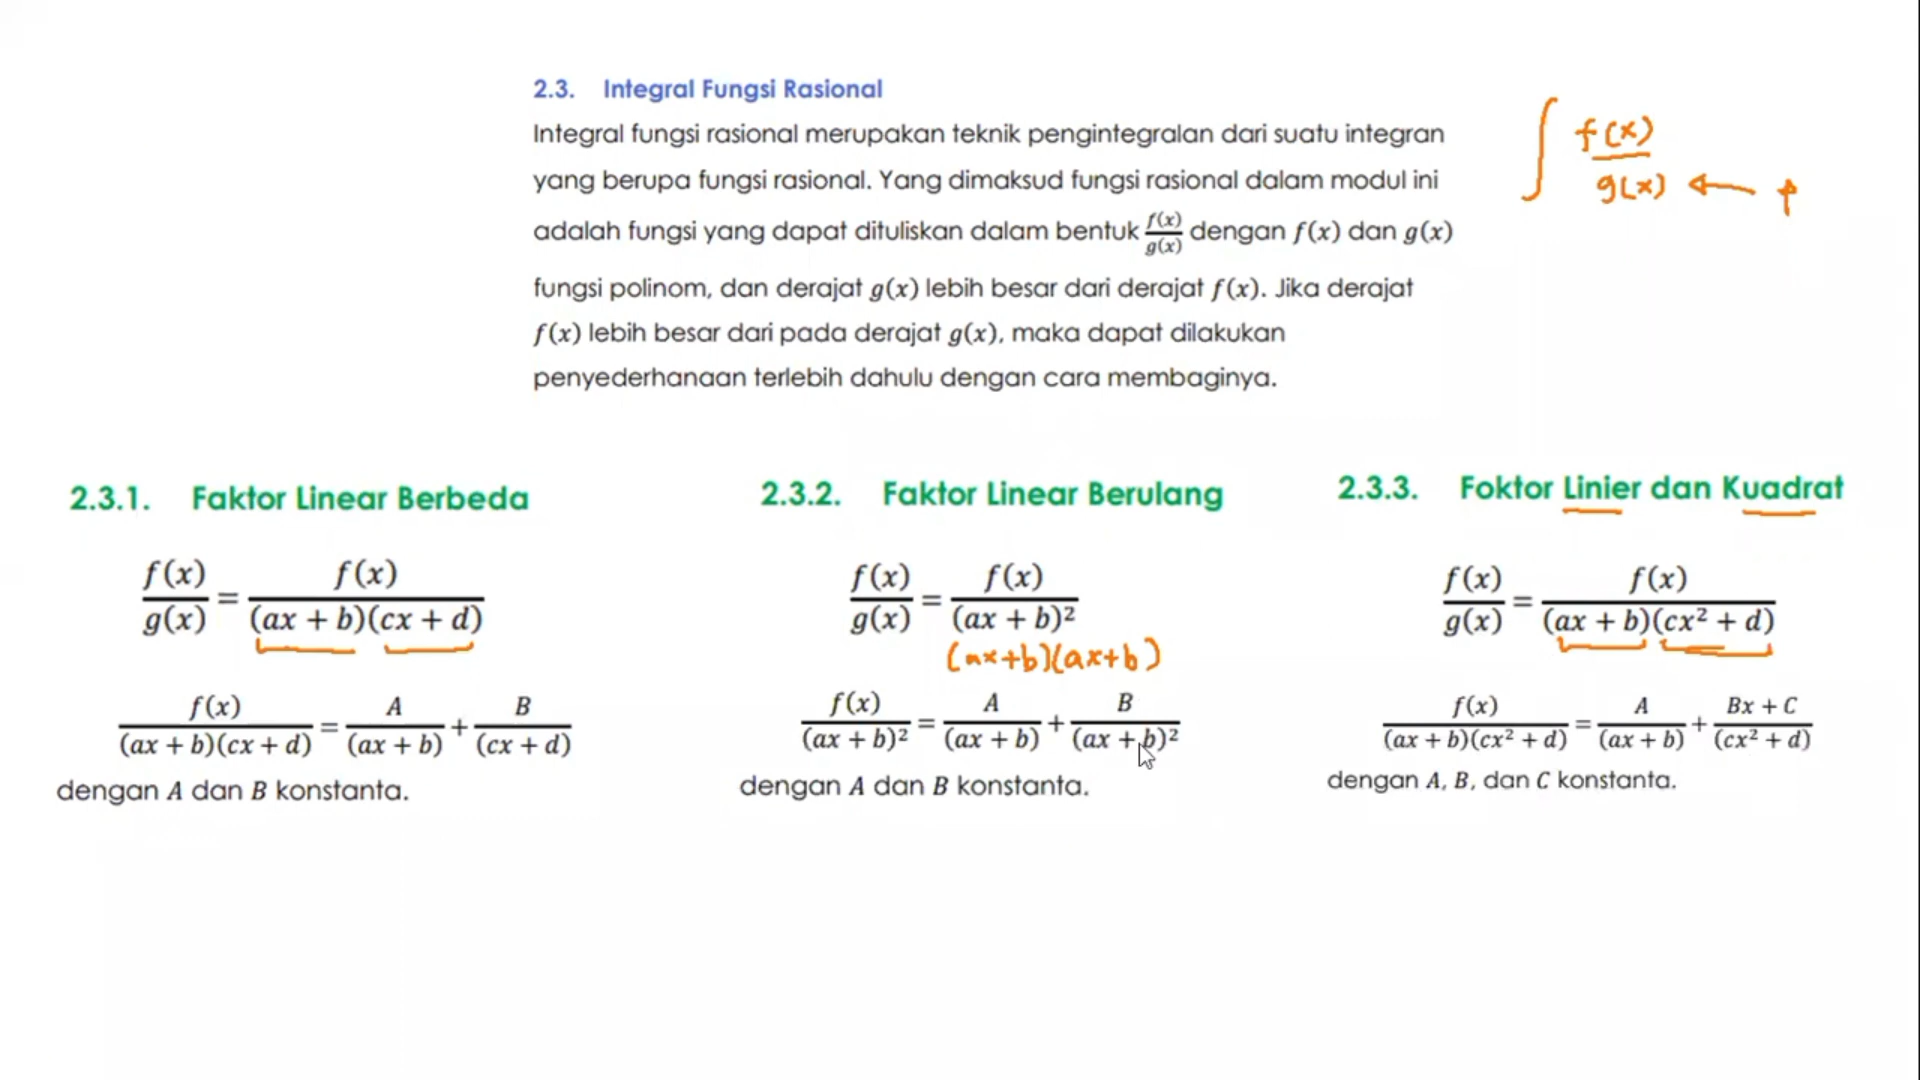 2.3. Integral Fungsi Rasional
Integral fungsi rasional merupakan teknik pengintegralan dari suatu integran
yang berupa fungsi rasional. Yang dimaksud fungsi rasional dalam modul ini
adalah fungsi yang dapat dituliskan dalam bentuk f(x)/g(x) dengan f(x) dan g(x)
fungsi polinom, dan derajat g(x) lebih besar dari derajat f(x). Jika derajat
f(x) lebih besar dari pada derajat g(x), maka dapat dilakukan
penyederhanaan terlebih dahulu dengan cara membaginya.
∫ f(x)/g(x) ←
2.3.1. Faktor Linear Berbeda
f(x)/g(x) = f(x)/(ax + b)(cx + d)
f(x)/(ax + b)(cx + d) = A/(ax + b) + B/(cx + d)
dengan A dan B konstanta.
2.3.2. Faktor Linear Berulang
f(x)/g(x) = f(x)/(ax + b)²
(ax+b)(ax+b)
f(x)/(ax + b)² = A/(ax + b) + B/(ax + b)²
dengan A dan B konstanta.
2.3.3. Foktor Linier dan Kuadrat
f(x)/g(x) = f(x)/(ax + b)(cx² + d)
f(x)/(ax + b)(cx² + d) = A/(ax + b) + Bx + C/(cx² + d)
dengan A, B, dan C konstanta.